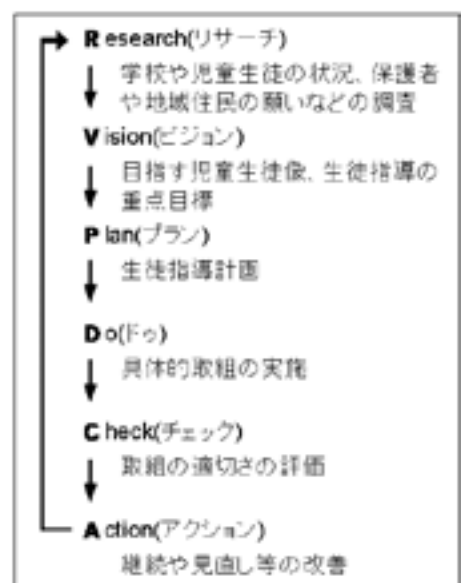 Research(リサーチ)
学校や児童生徒の状況、保護者
や地域住民の願いなどの調査
Vision(ビジョン)
目指す児童生徒像、生徒指導の
重点目標
Plan(プラン)
生徒指導計画
Do(ドゥ)
具体的取組の実施
Check(チェック)
取組の適切さの評価
Action(アクション)
継続や見直し等の改善